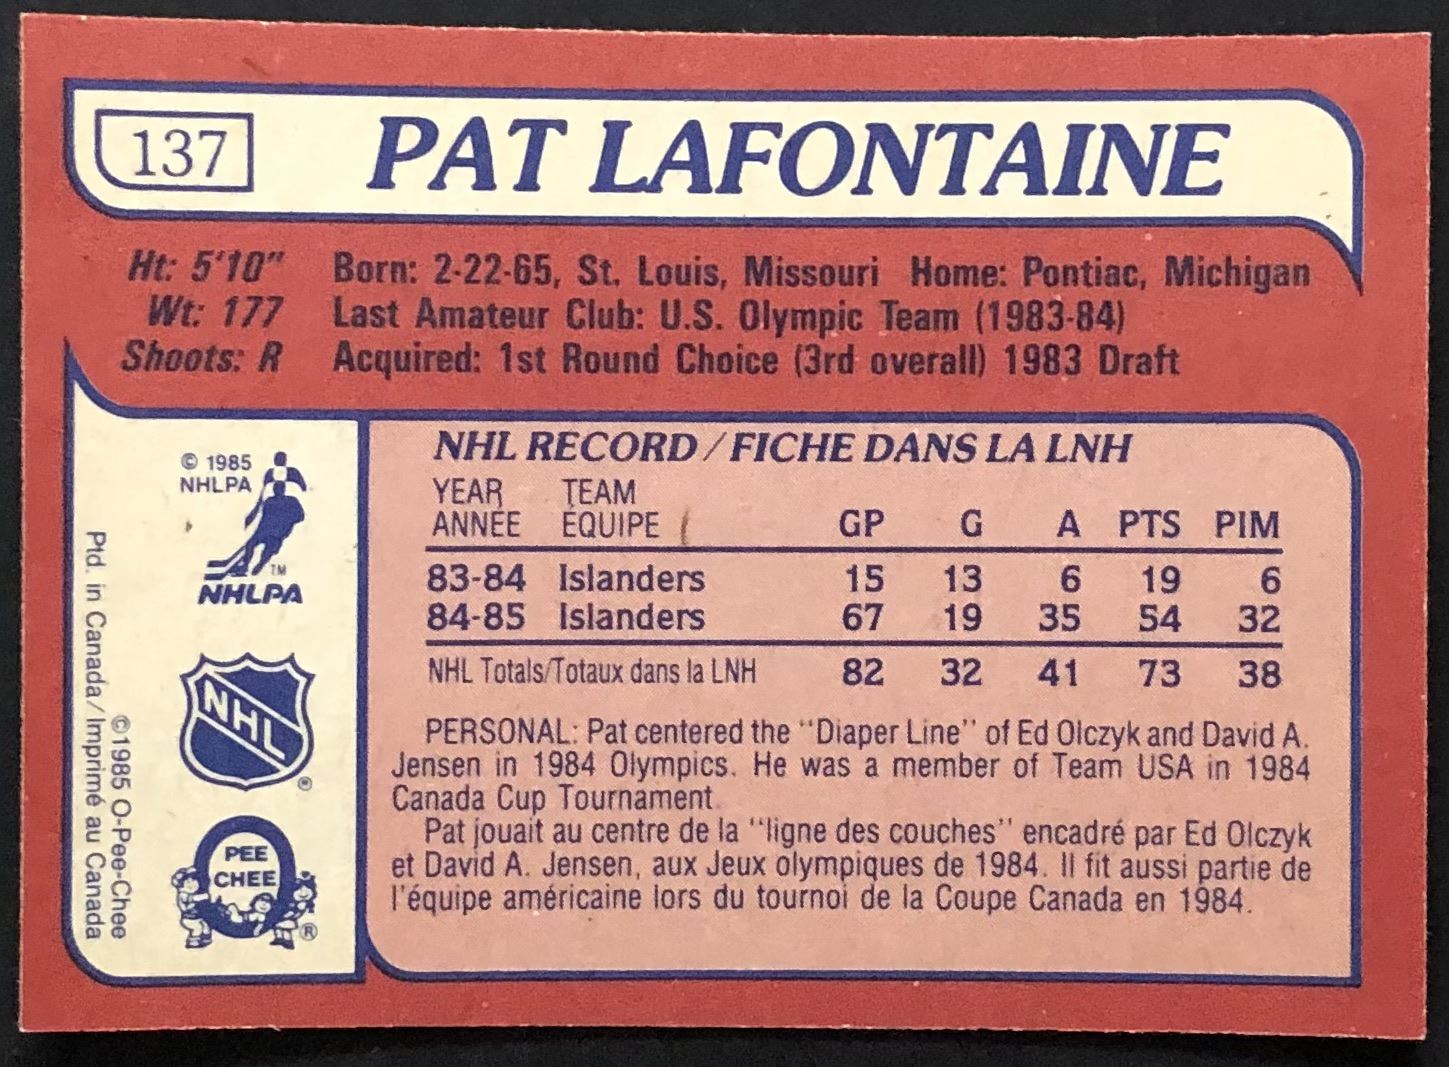 137
PAT LAFONTAINE
Ht: 5'10" Born: 2-22-65, St. Louis, Missouri Home: Pontiac, Michigan
Wt: 177 Last Amateur Club: U.S. Olympic Team (1983-84)
Shoots: R Acquired: 1st Round Choice (3rd overall) 1983 Draft
© 1985
NHLPA
TM
NHLPA
NHL
®
PEE
CHEE
®
©1985 O-Pee-Chee
Ptd. in Canada/Imprimé au Canada
NHL RECORD/FICHE DANS LA LNH
YEAR TEAM
ANNÉE ÉQUIPE GP G A PTS PIM
83-84 Islanders 15 13 6 19 6
84-85 Islanders 67 19 35 54 32
NHL Totals/Totaux dans la LNH 82 32 41 73 38
PERSONAL: Pat centered the "Diaper Line" of Ed Olczyk and David A.
Jensen in 1984 Olympics. He was a member of Team USA in 1984
Canada Cup Tournament.
Pat jouait au centre de la "ligne des couches" encadré par Ed Olczyk
et David A. Jensen, aux Jeux olympiques de 1984. Il fit aussi partie de
l'équipe américaine lors du tournoi de la Coupe Canada en 1984.